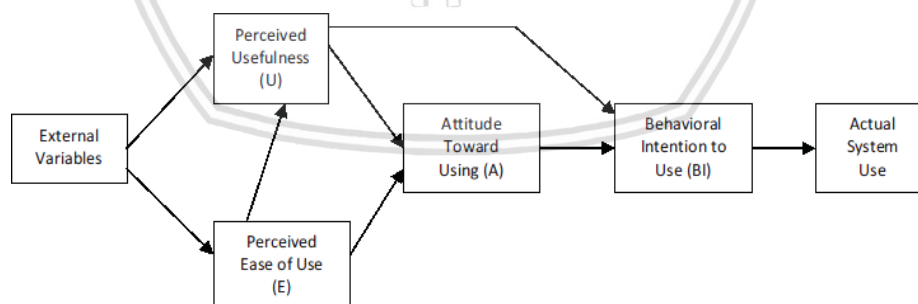 External
Variables
Perceived
Usefulness
(U)
Perceived
Ease of Use
(E)
Attitude
Toward
Using (A)
Behavioral
Intention to
Use (BI)
Actual
System
Use